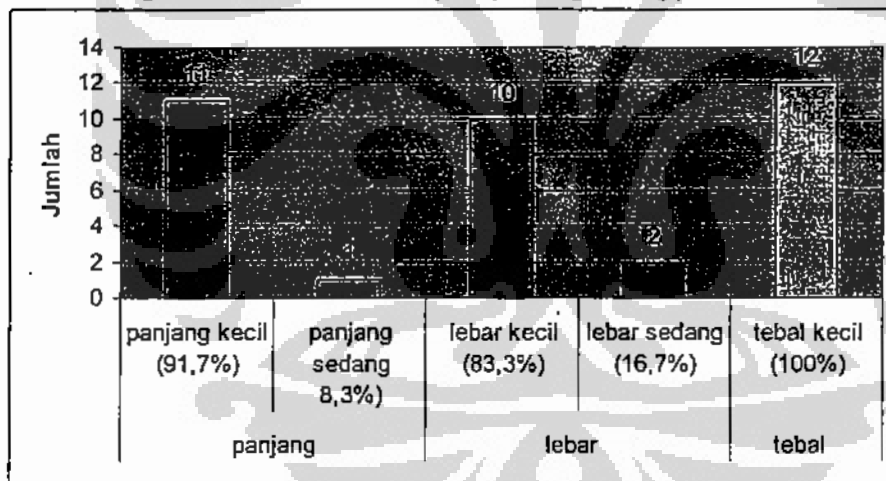 14
12
10
8
6
4
2
0
Jumlah
11
1
10
2
12
panjang kecil
(91,7%)
panjang
sedang
8,3%)
lebar kecil
(83,3%)
lebar sedang
(16,7%)
tebal kecil
(100%)
panjang
lebar
tebal